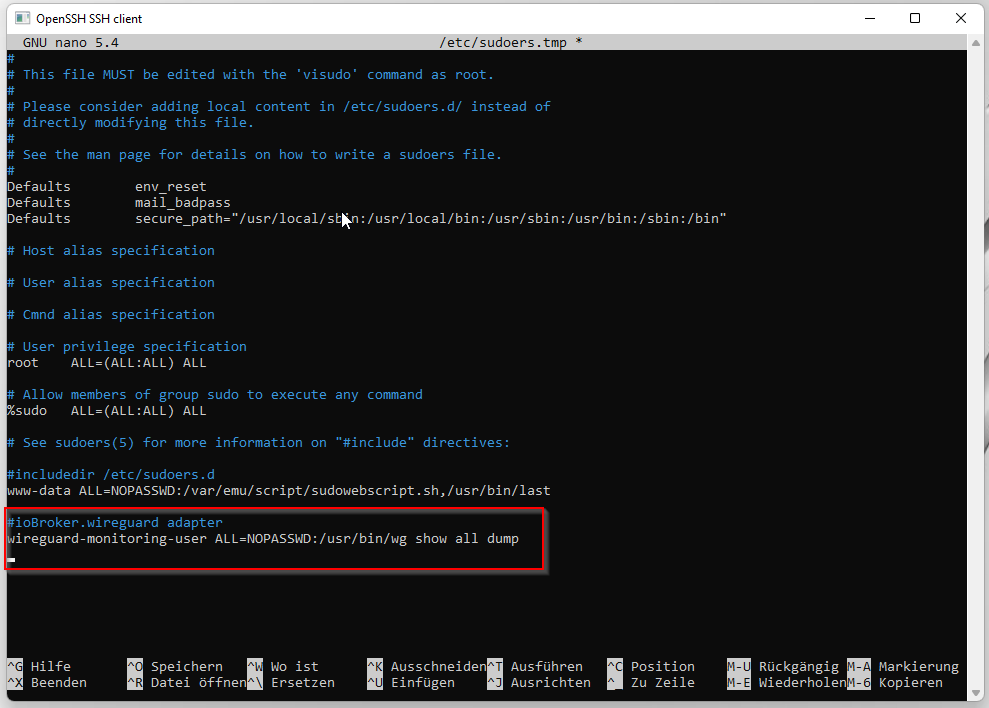 OpenSSH SSH client
GNU nano 5.4 /etc/sudoers.tmp *
#
# This file MUST be edited with the 'visudo' command as root.
#
# Please consider adding local content in /etc/sudoers.d/ instead of
# directly modifying this file.
#
# See the man page for details on how to write a sudoers file.
#
Defaults        env_reset
Defaults        mail_badpass
Defaults        secure_path="/usr/local/sbin:/usr/local/bin:/usr/sbin:/usr/bin:/sbin:/bin"
# Host alias specification
# User alias specification
# Cmnd alias specification
# User privilege specification
root    ALL=(ALL:ALL) ALL
# Allow members of group sudo to execute any command
%sudo   ALL=(ALL:ALL) ALL
# See sudoers(5) for more information on "#include" directives:
#includedir /etc/sudoers.d
www-data ALL=NOPASSWD:/var/emu/script/sudowebscript.sh,/usr/bin/last
#ioBroker.wireguard adapter
wireguard-monitoring-user ALL=NOPASSWD:/usr/bin/wg show all dump
^G Hilfe ^O Speichern ^W Wo ist ^K Ausschneiden ^T Ausführen ^C Position M-U Rückgängig M-A Markierung
^X Beenden ^R Datei öffnen ^\ Ersetzen ^U Einfügen ^J Ausrichten ^_ Zu Zeile M-E Wiederholen M-6 Kopieren